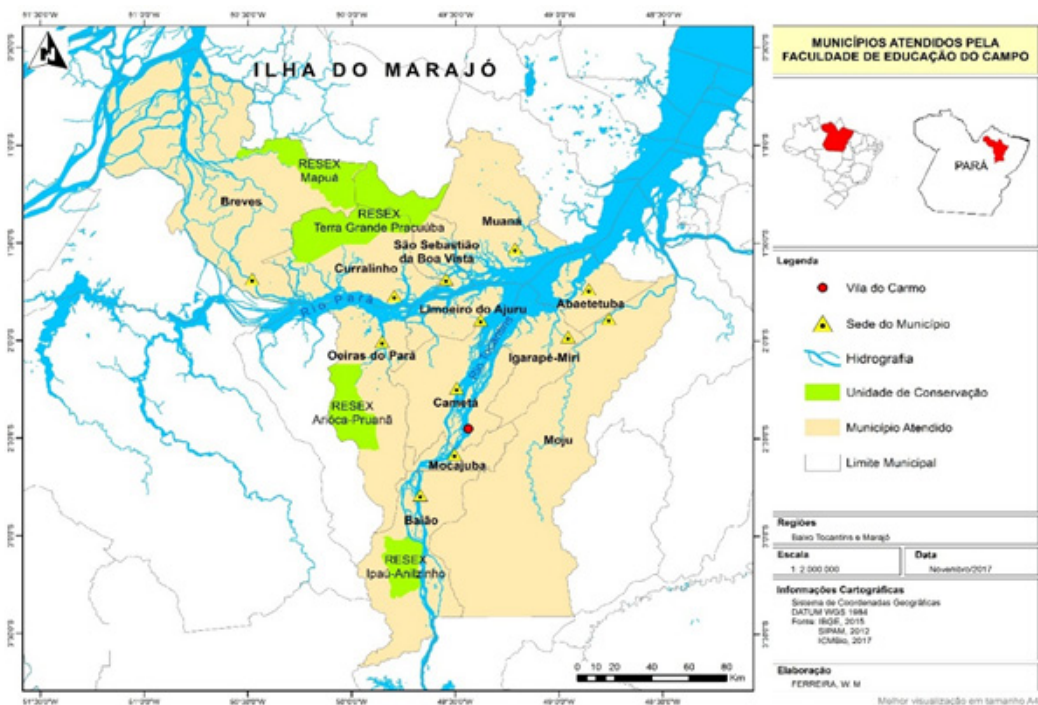 ILHA DO MARAJÓ
RESEX
Mapuá
Breves
RESEX
Terra Grande Pracuúba
Muaná
São Sebastião
da Boa Vista
Curralinho
Rio Pará
Limoeiro do Ajuru
Abaetetuba
Oeiras do Pará
Igarapé-Miri
Cametá
RESEX
Arióca-Pruanã
Moju
Mocajuba
Baião
RESEX
Ipaú-Anilzinho
0 10 20 40 60 80
Km
MUNICÍPIOS ATENDIDOS PELA
FACULDADE DE EDUCAÇÃO DO CAMPO
PARÁ
Legenda
Vila do Carmo
Sede do Município
Hidrografia
Unidade de Conservação
Município Atendido
Limite Municipal
Regiões
Baixo Tocantins e Marajó
Escala
1: 2.000.000
Data
Novembro/2017
Informações Cartográficas
Sistema de Coordenadas Geográficas
DATUM WGS 1984
Fonte: IBGE, 2015
SIPAM, 2012
ICMBio, 2017
Elaboração
FERREIRA, W. M
Melhor visualização em tamanho A4